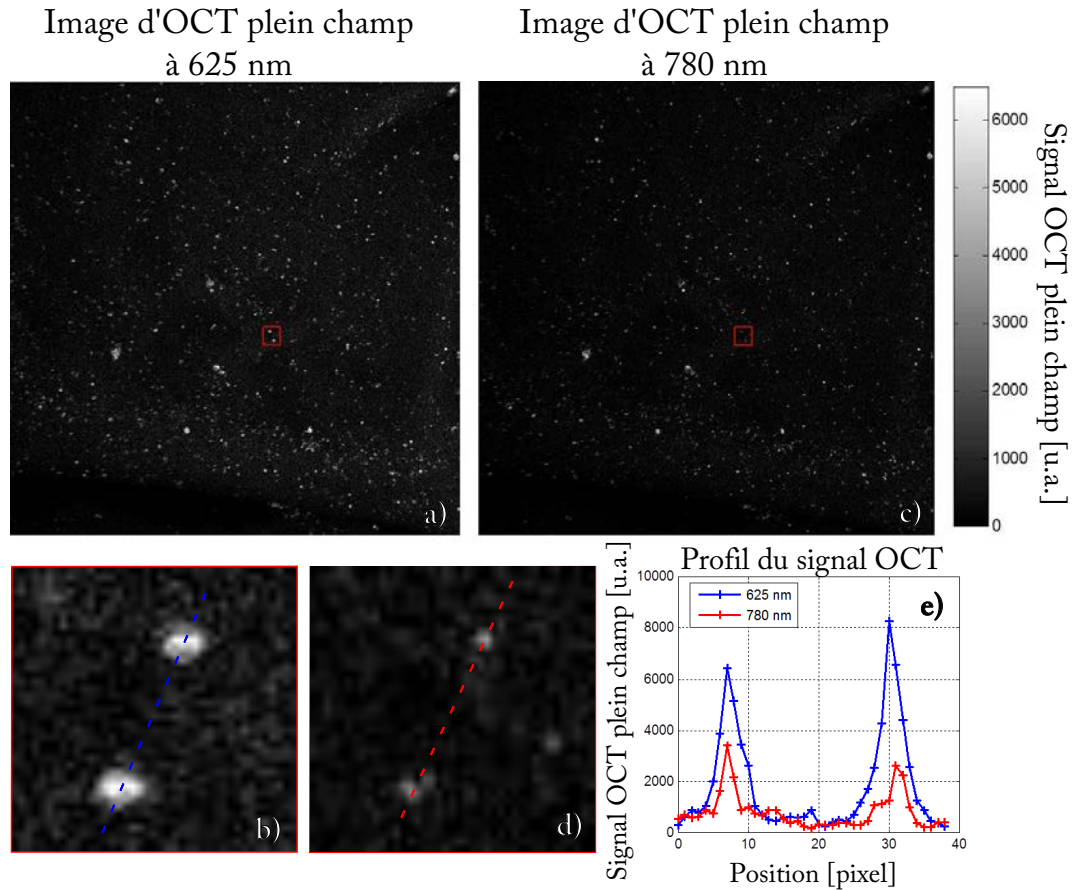 Image d'OCT plein champ
à 625 nm
Image d'OCT plein champ
à 780 nm
a)
c)
6000
5000
4000
3000
2000
1000
0
Signal OCT plein champ [u.a.]
b)
d)
Profil du signal OCT
Signal OCT plein champ [u.a.]
10000
8000
6000
4000
2000
0
625 nm
780 nm
e)
0
10
20
30
40
Position [pixel]